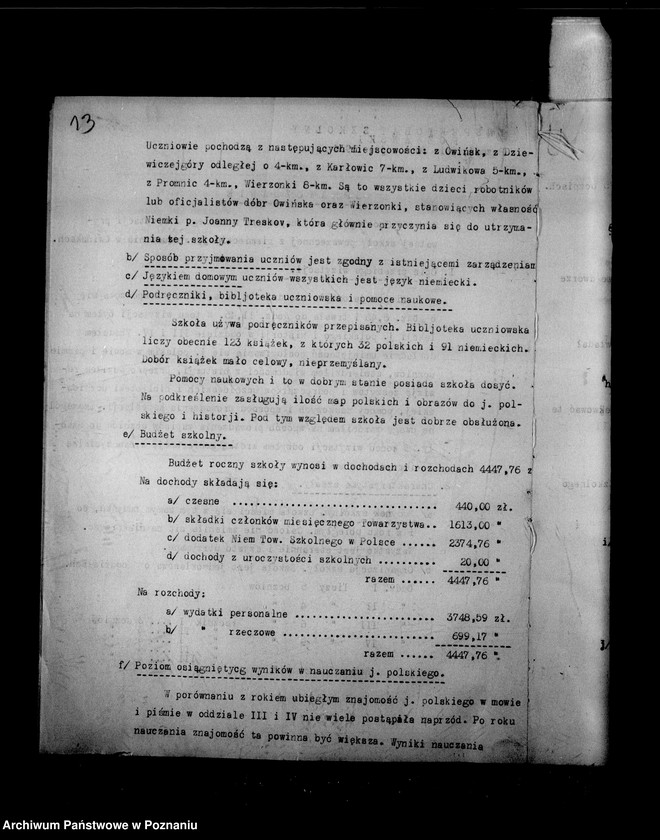 13
Uczniowie pochodzą z następujących miejscowości: z Owińsk, z Dzie-
wiczejgóry odległej o 4-km., z Karłowic 7-km., z Ludwikowa 5-km.,
z Promnic 4-km., Wierzonki 8-km. Są to wszystkie dzieci robotników
lub oficjalistów dóbr Owińska oraz Wierzonki, stanowiących własność
Niemki p. Joanny Treskov, która głównie przyczynia się do utrzyma-
nia tej szkoły.
b/ Sposób przyjmowania uczniów jest zgodny z istniejącemi zarządzeniam
c/ Językiem domowym uczniów wszystkich jest język niemiecki.
d/ Podręczniki, bibljoteka uczniowska i pomoce naukowe.
Szkoła używa podręczników przepisanych. Bibljoteka uczniowska
liczy obecnie 123 książek, z których 32 polskich i 91 niemieckich.
Dobór książek mało celowy, nieprzemyślany.
Pomocy naukowych i to w dobrym stanie posiada szkoła dosyć.
Na podkreślenie zasługują ilość map polskich i obrazów do j. pol-
skiego i historji. Pod tym względem szkoła jest dobrze obsłużona.
e/ Budżet szkolny.
Budżet roczny szkoły wynosi w dochodach i rozchodach 4447,76 z
Na dochody składają się:
a/ czesne .................................. 440,00 zł.
b/ składki członków miesięcznego Towarzystwa.. 1613,00 "
c/ dodatek Niem Tow. Szkolnego w Polsce ...... 2374,76 "
d/ dochody z uroczystości szkolnych .......... 20,00 "
razem ...... 4447,76 "
Na rozchody:
a/ wydatki personalne ........................ 3748,59 zł.
b/ " rzeczowe .......................... 699,17 "
razem ...... 4447,76 "
f/ Poziom osiągniętycg wyników w nauczaniu j. polskiego.
W porównaniu z rokiem ubiegłym znajomość j. polskiego w mowie
i piśmie w oddziale III i IV nie wiele postąpiła naprzód. Po roku
nauczania znajomość ta powinna być większa. Wyniki nauczania
Archiwum Państwowe w Poznaniu